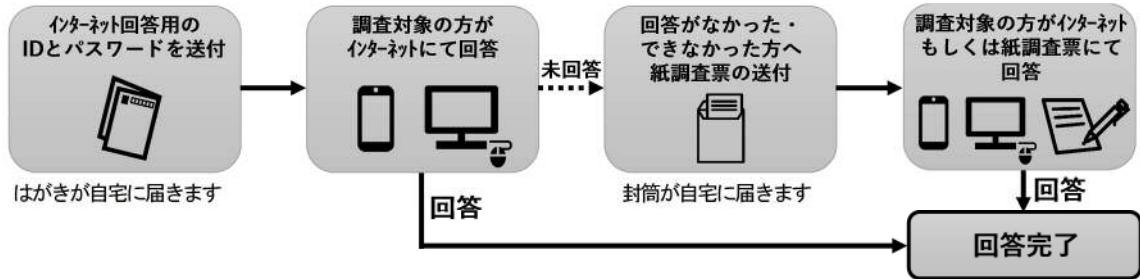 ｲﾝﾀｰﾈｯﾄ回答用の
IDとパスワードを送付
はがきが自宅に届きます
調査対象の方が
ｲﾝﾀｰﾈｯﾄにて回答
未回答
回答
回答がなかった・
できなかった方へ
紙調査票の送付
封筒が自宅に届きます
調査対象の方がｲﾝﾀｰﾈｯﾄ
もしくは紙調査票にて
回答
回答
回答完了